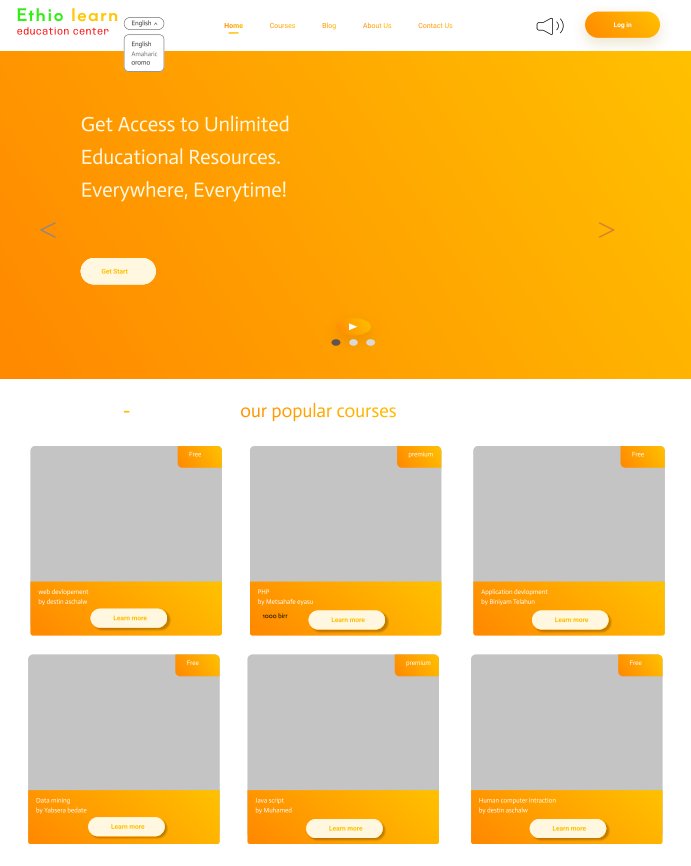 Ethio learn
education center
English
English
Amaharic
oromo
Home
Courses
Blog
About Us
Contact Us
Log in
Get Access to Unlimited
Educational Resources.
Everywhere, Everytime!
<
>
Get Start
- our popular courses
Free
premium
Free
web devlopement
by destin aschalw
Learn more
PHP
by Metsahafe eyasu
1000 birr
Learn more
Application devlopment
by Biniyam Telahun
Learn more
Free
premium
Free
Data mining
by Yabsera bedate
Learn more
Java script
by Muhamed
Learn more
Human computer intraction
by destin aschalw
Learn more